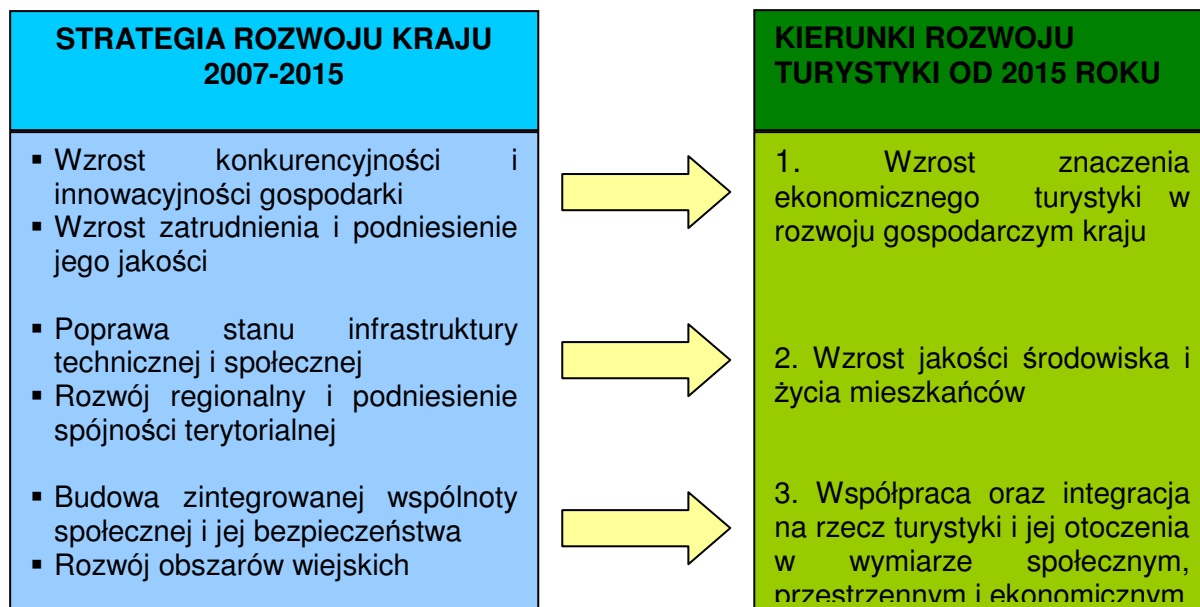 STRATEGIA ROZWOJU KRAJU
2007-2015
▪ Wzrost konkurencyjności i
innowacyjności gospodarki
▪ Wzrost zatrudnienia i podniesienie
jego jakości
▪ Poprawa stanu infrastruktury
technicznej i społecznej
▪ Rozwój regionalny i podniesienie
spójności terytorialnej
▪ Budowa zintegrowanej wspólnoty
społecznej i jej bezpieczeństwa
▪ Rozwój obszarów wiejskich
KIERUNKI ROZWOJU
TURYSTYKI OD 2015 ROKU
1. Wzrost znaczenia
ekonomicznego turystyki w
rozwoju gospodarczym kraju
2. Wzrost jakości środowiska i
życia mieszkańców
3. Współpraca oraz integracja
na rzecz turystyki i jej otoczenia
w wymiarze społecznym,
przestrzennym i ekonomicznym